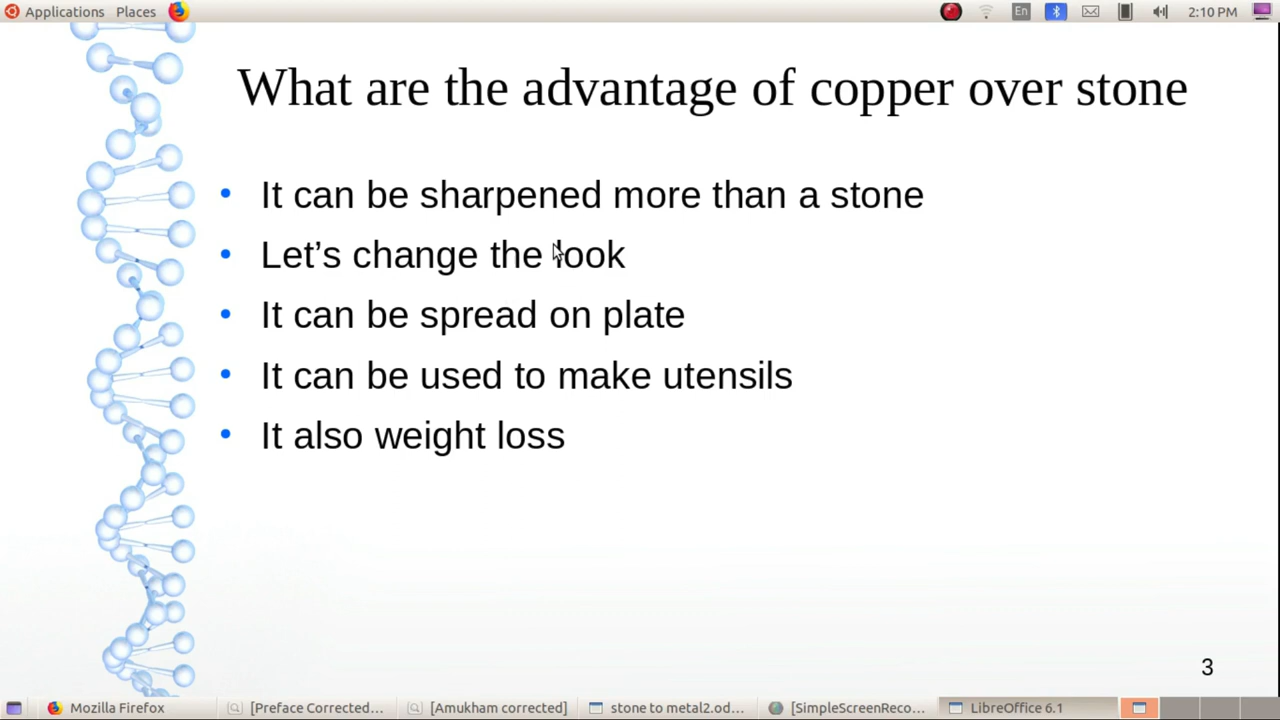 Applications Places
En
2:10 PM
What are the advantage of copper over stone
It can be sharpened more than a stone
Let’s change the look
It can be spread on plate
It can be used to make utensils
It also weight loss
3
Mozilla Firefox
[Preface Corrected...
[Amukham corrected]
stone to metal2.od...
[SimpleScreenReco...
LibreOffice 6.1